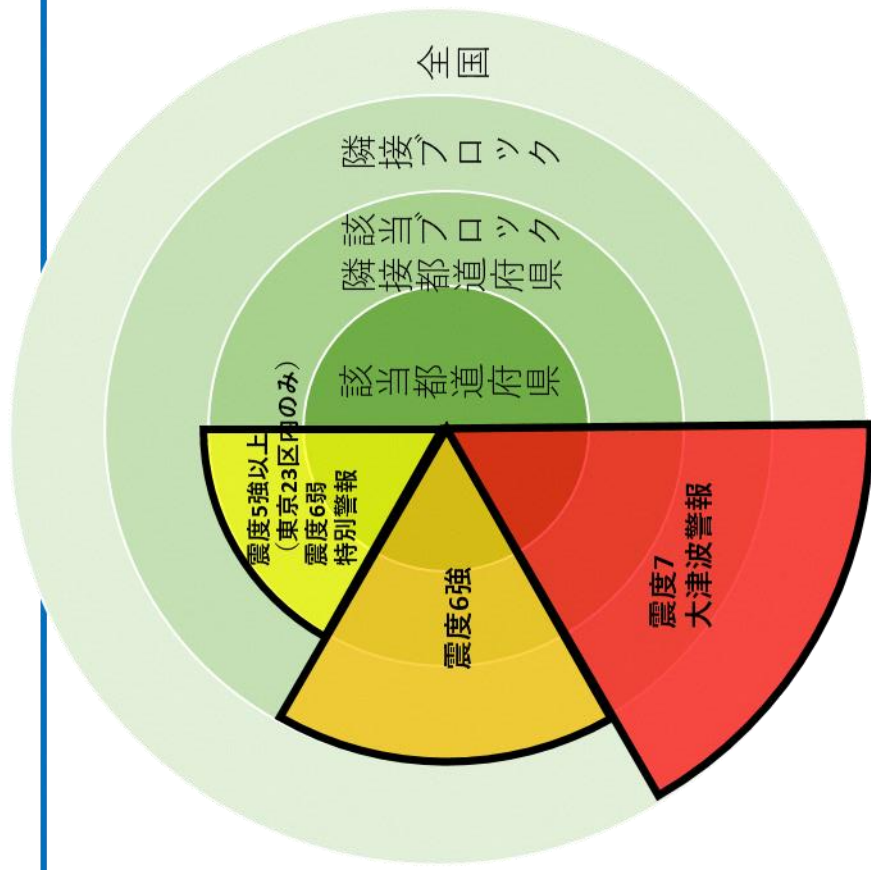 全国
隣接ブロック
該当ブロック
隣接都道府県
該当都道府県
震度5強以上
（東京23区内のみ）
震度6弱
特別警報
震度6強
震度7
大津波警報